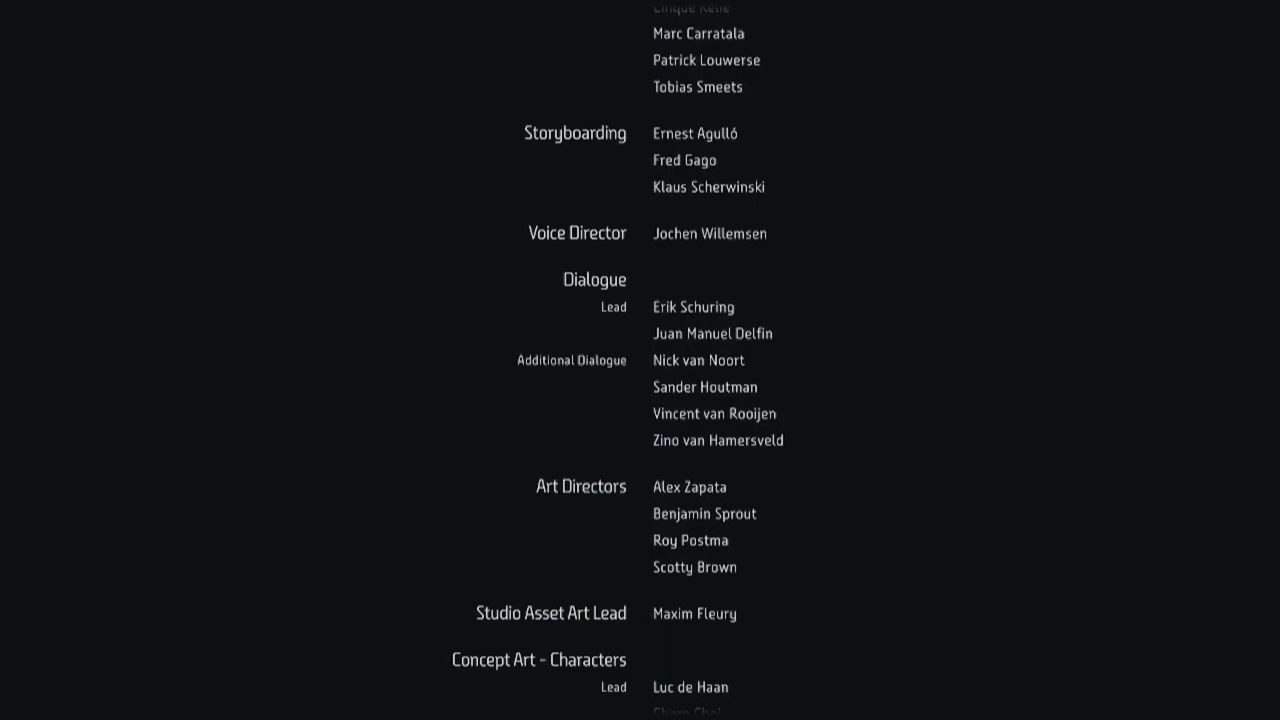 Marc Carratala
Patrick Louwerse
Tobias Smeets
Storyboarding Ernest Agulló
Fred Gago
Klaus Scherwinski
Voice Director Jochen Willemsen
Dialogue
Lead Erik Schuring
Juan Manuel Delfin
Additional Dialogue Nick van Noort
Sander Houtman
Vincent van Rooijen
Zino van Hamersveld
Art Directors Alex Zapata
Benjamin Sprout
Roy Postma
Scotty Brown
Studio Asset Art Lead Maxim Fleury
Concept Art - Characters
Lead Luc de Haan